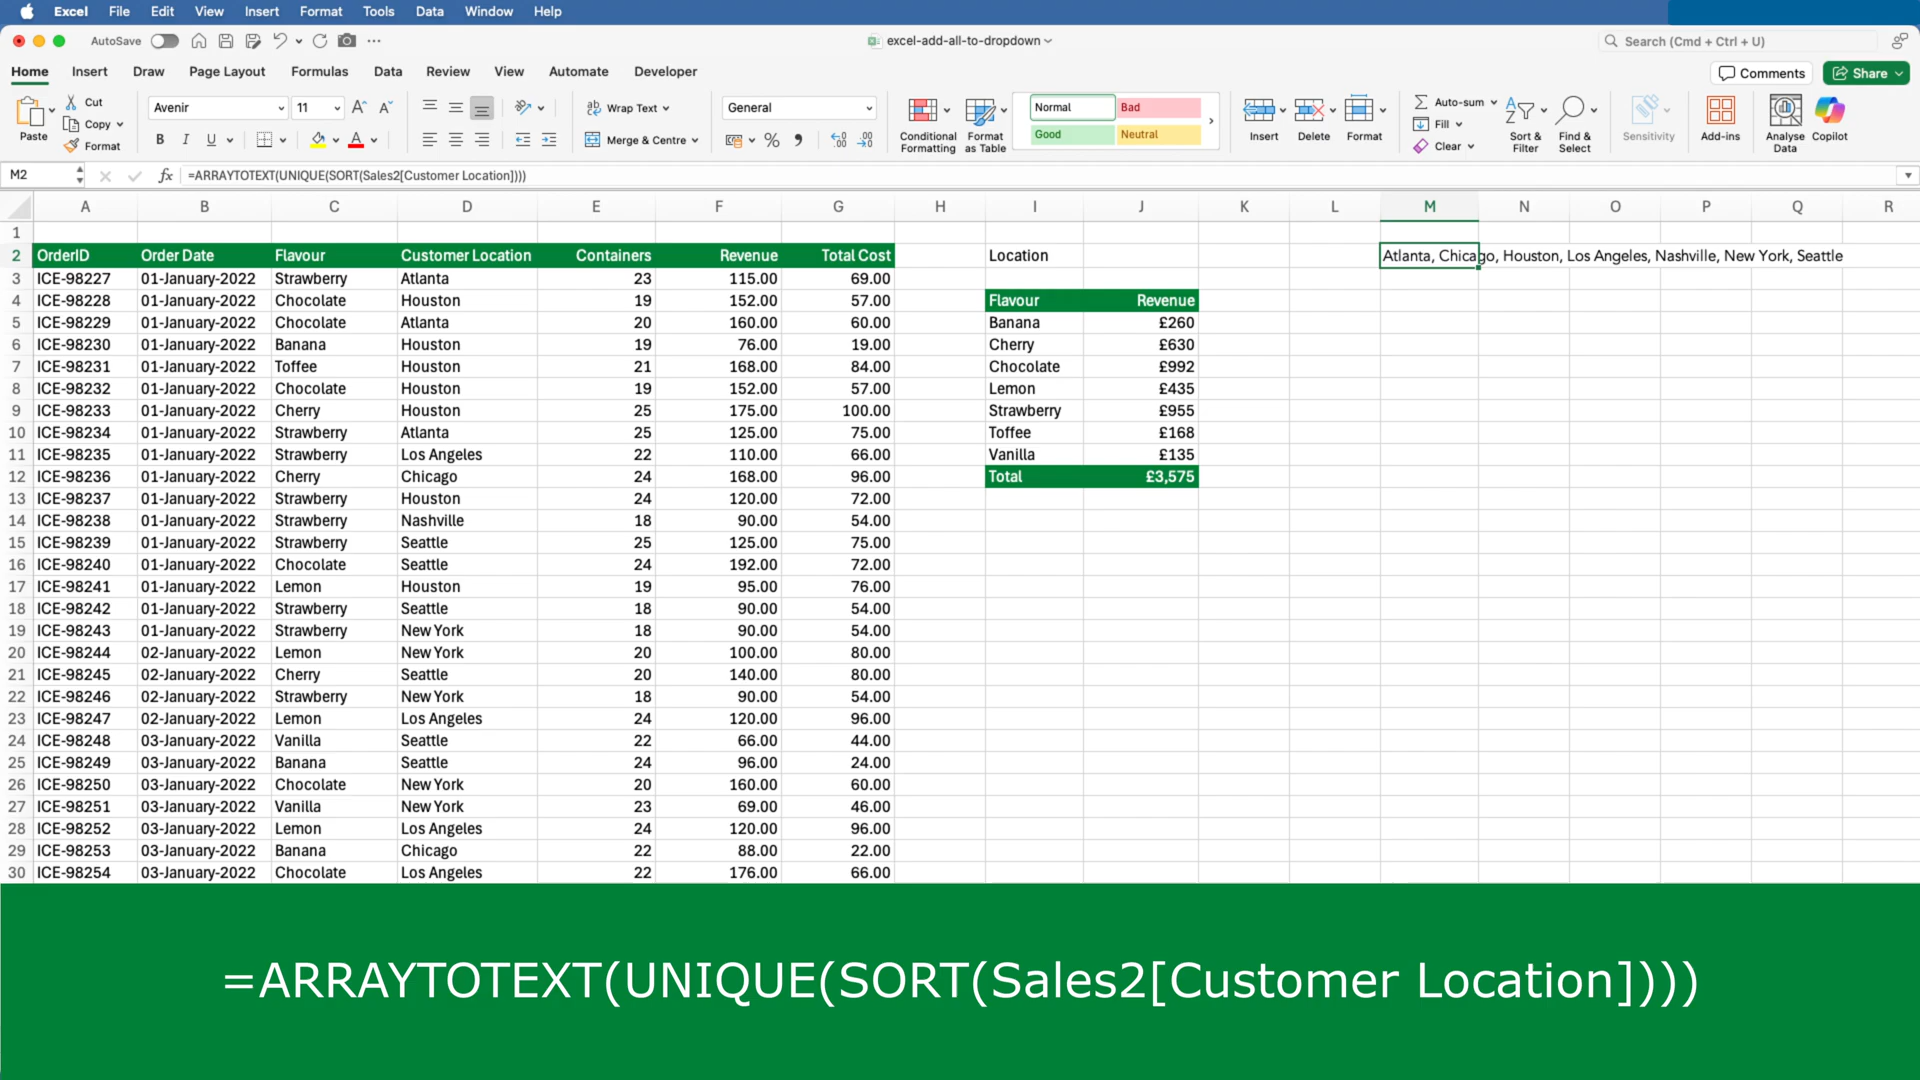 Excel File Edit View Insert Format Tools Data Window Help
AutoSave excel-add-all-to-dropdown Search (Cmd + Ctrl + U)
Home Insert Draw Page Layout Formulas Data Review View Automate Developer Comments Share
Paste Cut Copy Format Avenir 11 Wrap Text General Conditional Formatting Format as Table Normal Bad Insert Delete Format Auto-sum Sort & Filter Find & Select Sensitivity Add-ins Analyse Data Copilot
B I U Merge & Centre % Good Neutral Fill Clear
M2 fx =ARRAYTOTEXT(UNIQUE(SORT(Sales2[Customer Location])))
A B C D E F G H I J K L M N O P Q R
1
2 OrderID Order Date Flavour Customer Location Containers Revenue Total Cost Location Atlanta, Chicago, Houston, Los Angeles, Nashville, New York, Seattle
3 ICE-98227 01-January-2022 Strawberry Atlanta 23 115.00 69.00
4 ICE-98228 01-January-2022 Chocolate Houston 19 152.00 57.00 Flavour Revenue
5 ICE-98229 01-January-2022 Chocolate Atlanta 20 160.00 60.00 Banana £260
6 ICE-98230 01-January-2022 Banana Houston 19 76.00 19.00 Cherry £630
7 ICE-98231 01-January-2022 Toffee Houston 21 168.00 84.00 Chocolate £992
8 ICE-98232 01-January-2022 Chocolate Houston 19 152.00 57.00 Lemon £435
9 ICE-98233 01-January-2022 Cherry Houston 25 175.00 100.00 Strawberry £955
10 ICE-98234 01-January-2022 Strawberry Atlanta 25 125.00 75.00 Toffee £168
11 ICE-98235 01-January-2022 Strawberry Los Angeles 22 110.00 66.00 Vanilla £135
12 ICE-98236 01-January-2022 Cherry Chicago 24 168.00 96.00 Total £3,575
13 ICE-98237 01-January-2022 Strawberry Houston 24 120.00 72.00
14 ICE-98238 01-January-2022 Strawberry Nashville 18 90.00 54.00
15 ICE-98239 01-January-2022 Strawberry Seattle 25 125.00 75.00
16 ICE-98240 01-January-2022 Chocolate Seattle 24 192.00 72.00
17 ICE-98241 01-January-2022 Lemon Houston 19 95.00 76.00
18 ICE-98242 01-January-2022 Strawberry Seattle 18 90.00 54.00
19 ICE-98243 01-January-2022 Strawberry New York 18 90.00 54.00
20 ICE-98244 02-January-2022 Lemon New York 20 100.00 80.00
21 ICE-98245 02-January-2022 Cherry Seattle 20 140.00 80.00
22 ICE-98246 02-January-2022 Strawberry New York 18 90.00 54.00
23 ICE-98247 02-January-2022 Lemon Los Angeles 24 120.00 96.00
24 ICE-98248 03-January-2022 Vanilla Seattle 22 66.00 44.00
25 ICE-98249 03-January-2022 Banana Seattle 24 96.00 24.00
26 ICE-98250 03-January-2022 Chocolate New York 20 160.00 60.00
27 ICE-98251 03-January-2022 Vanilla New York 23 69.00 46.00
28 ICE-98252 03-January-2022 Lemon Los Angeles 24 120.00 96.00
29 ICE-98253 03-January-2022 Banana Chicago 22 88.00 22.00
30 ICE-98254 03-January-2022 Chocolate Los Angeles 22 176.00 66.00
=ARRAYTOTEXT(UNIQUE(SORT(Sales2[Customer Location])))